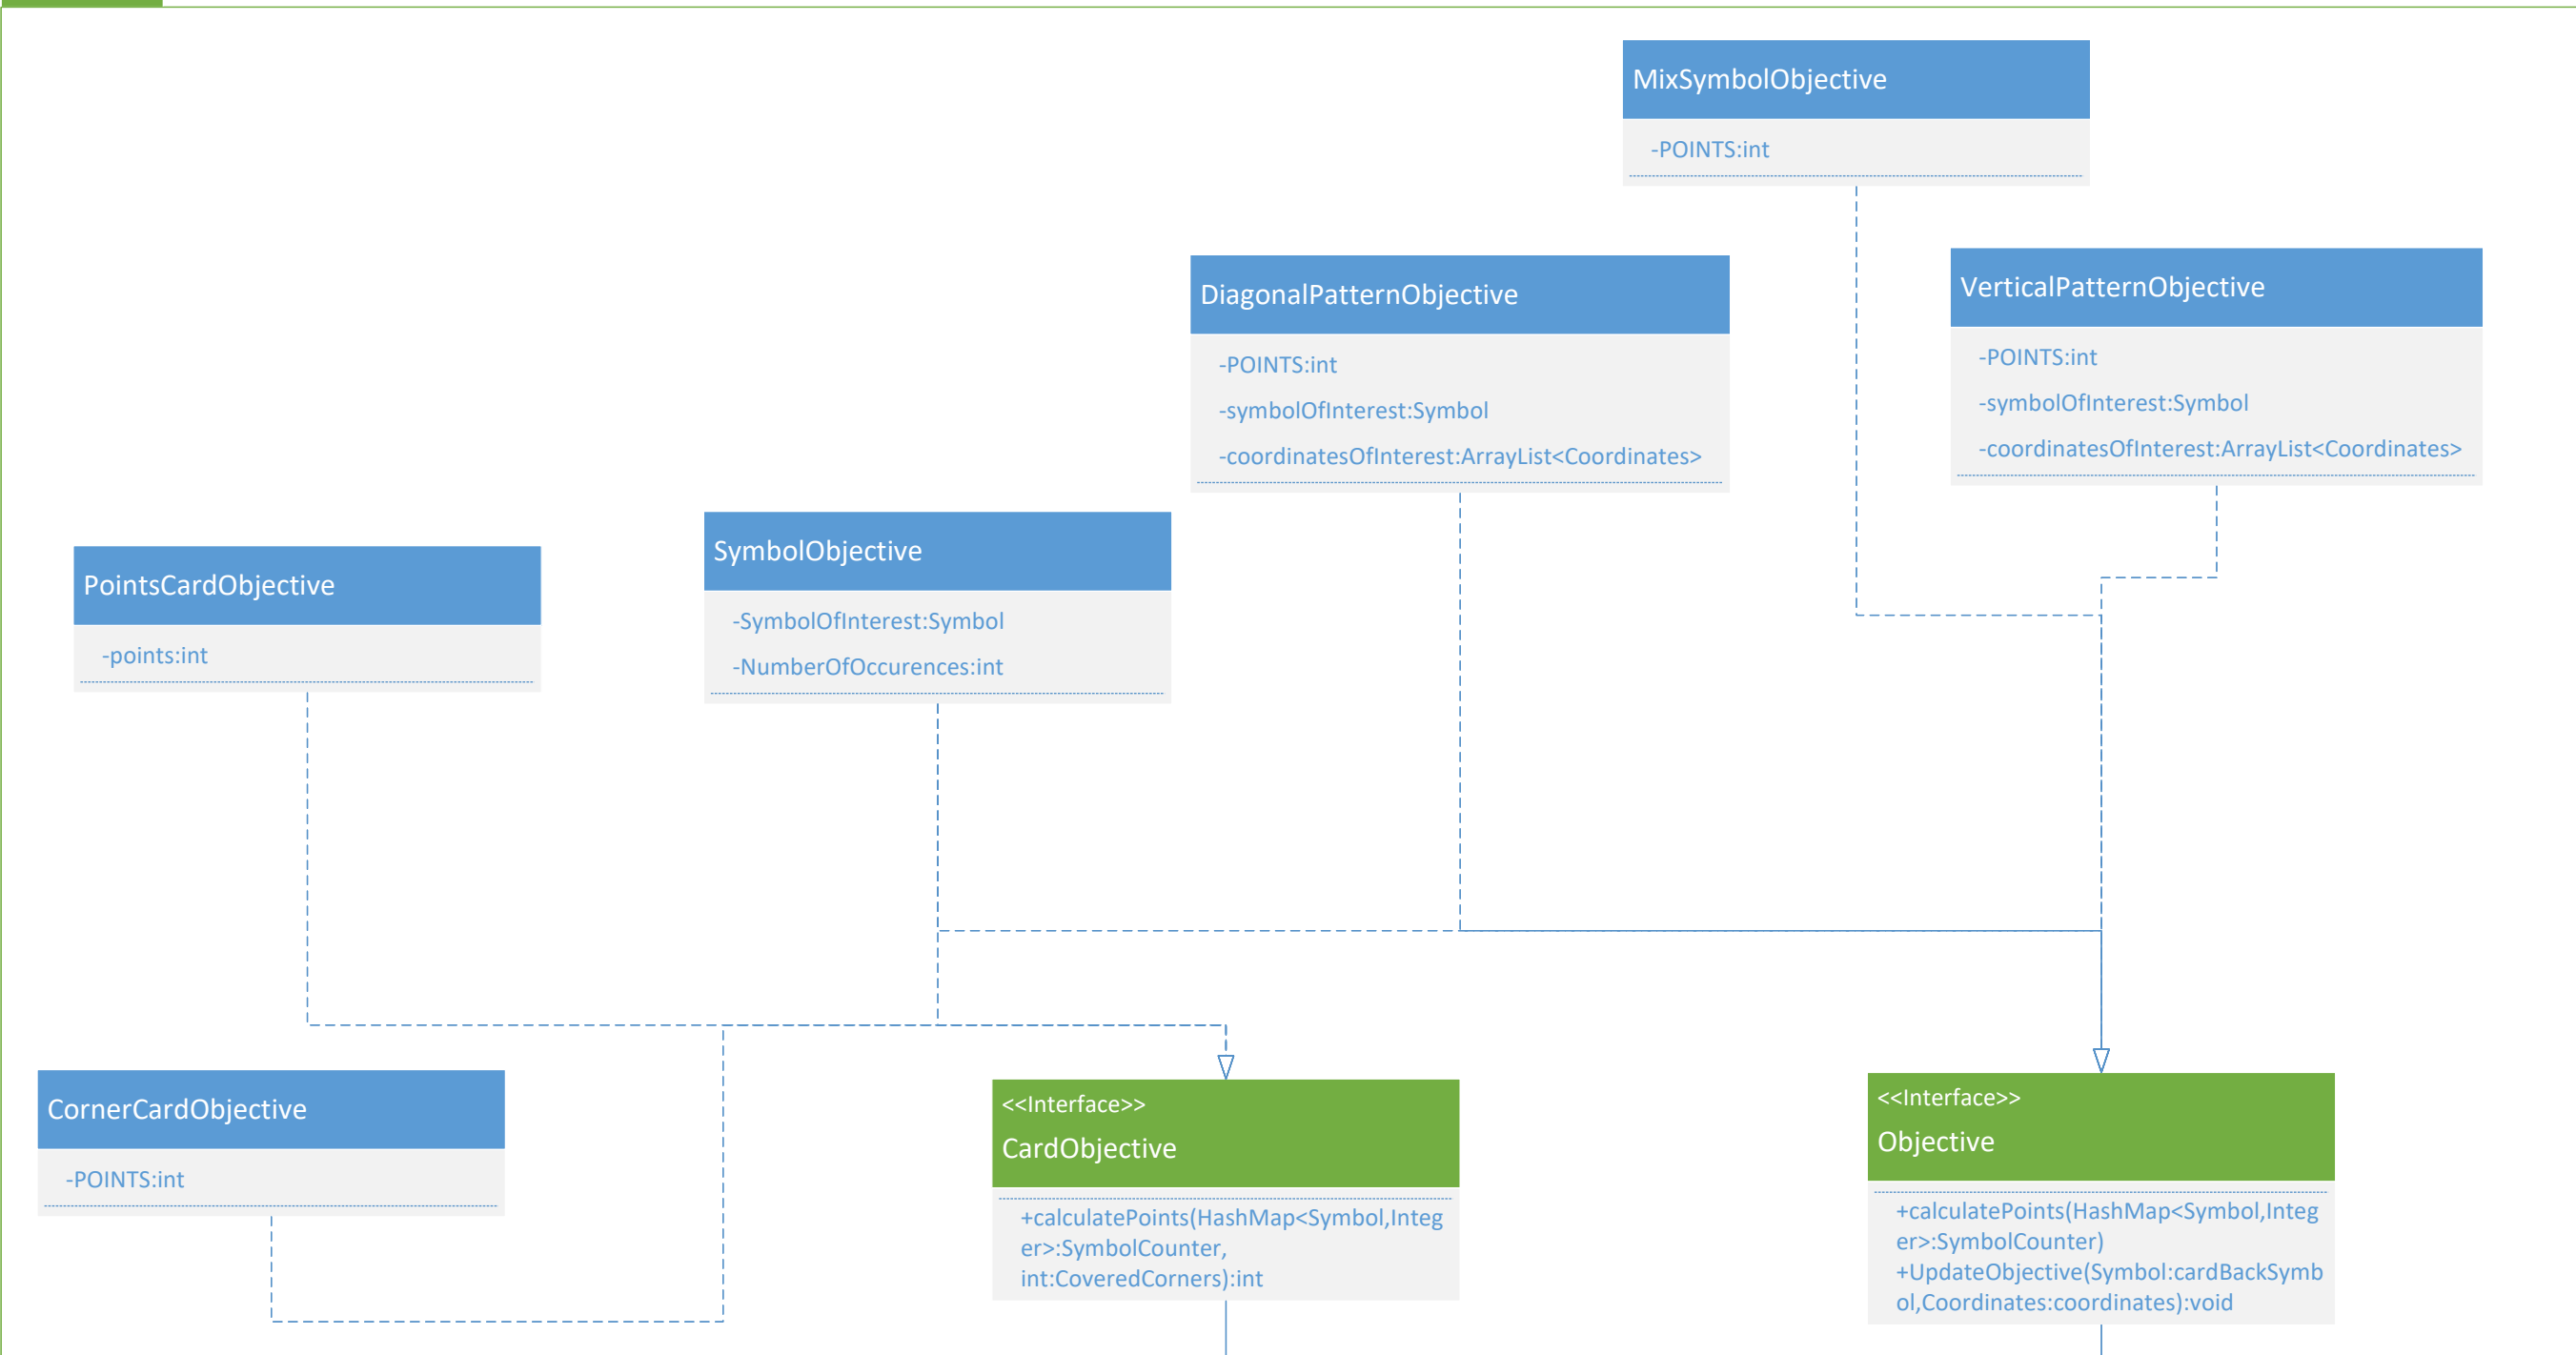 MixSymbolObjective
-POINTS:int
DiagonalPatternObjective
-POINTS:int
-symbolOfInterest:Symbol
-coordinatesOfInterest:ArrayList<Coordinates>
VerticalPatternObjective
-POINTS:int
-symbolOfInterest:Symbol
-coordinatesOfInterest:ArrayList<Coordinates>
PointsCardObjective
-points:int
SymbolObjective
-SymbolOfInterest:Symbol
-NumberOfOccurences:int
CornerCardObjective
-POINTS:int
<<Interface>>
CardObjective
+calculatePoints(HashMap<Symbol,Integ
er>:SymbolCounter,
int:CoveredCorners):int
<<Interface>>
Objective
+calculatePoints(HashMap<Symbol,Integ
er>:SymbolCounter)
+UpdateObjective(Symbol:cardBackSymb
ol,Coordinates:coordinates):void